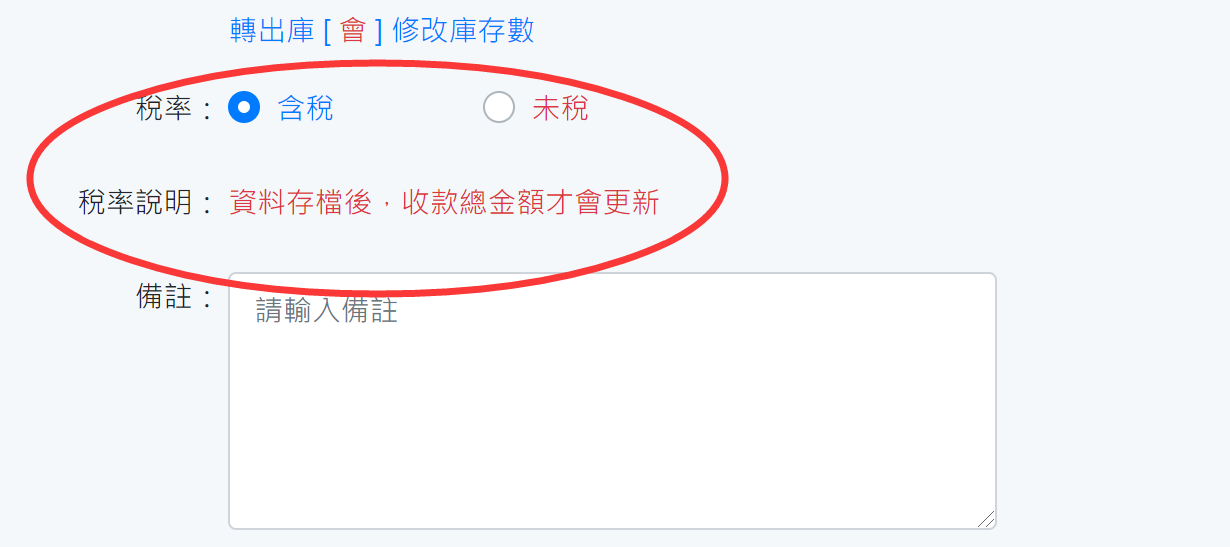 轉出庫 [ 會 ] 修改庫存數
稅率： 含稅 未稅
稅率說明： 資料存檔後，收款總金額才會更新
備註： 請輸入備註